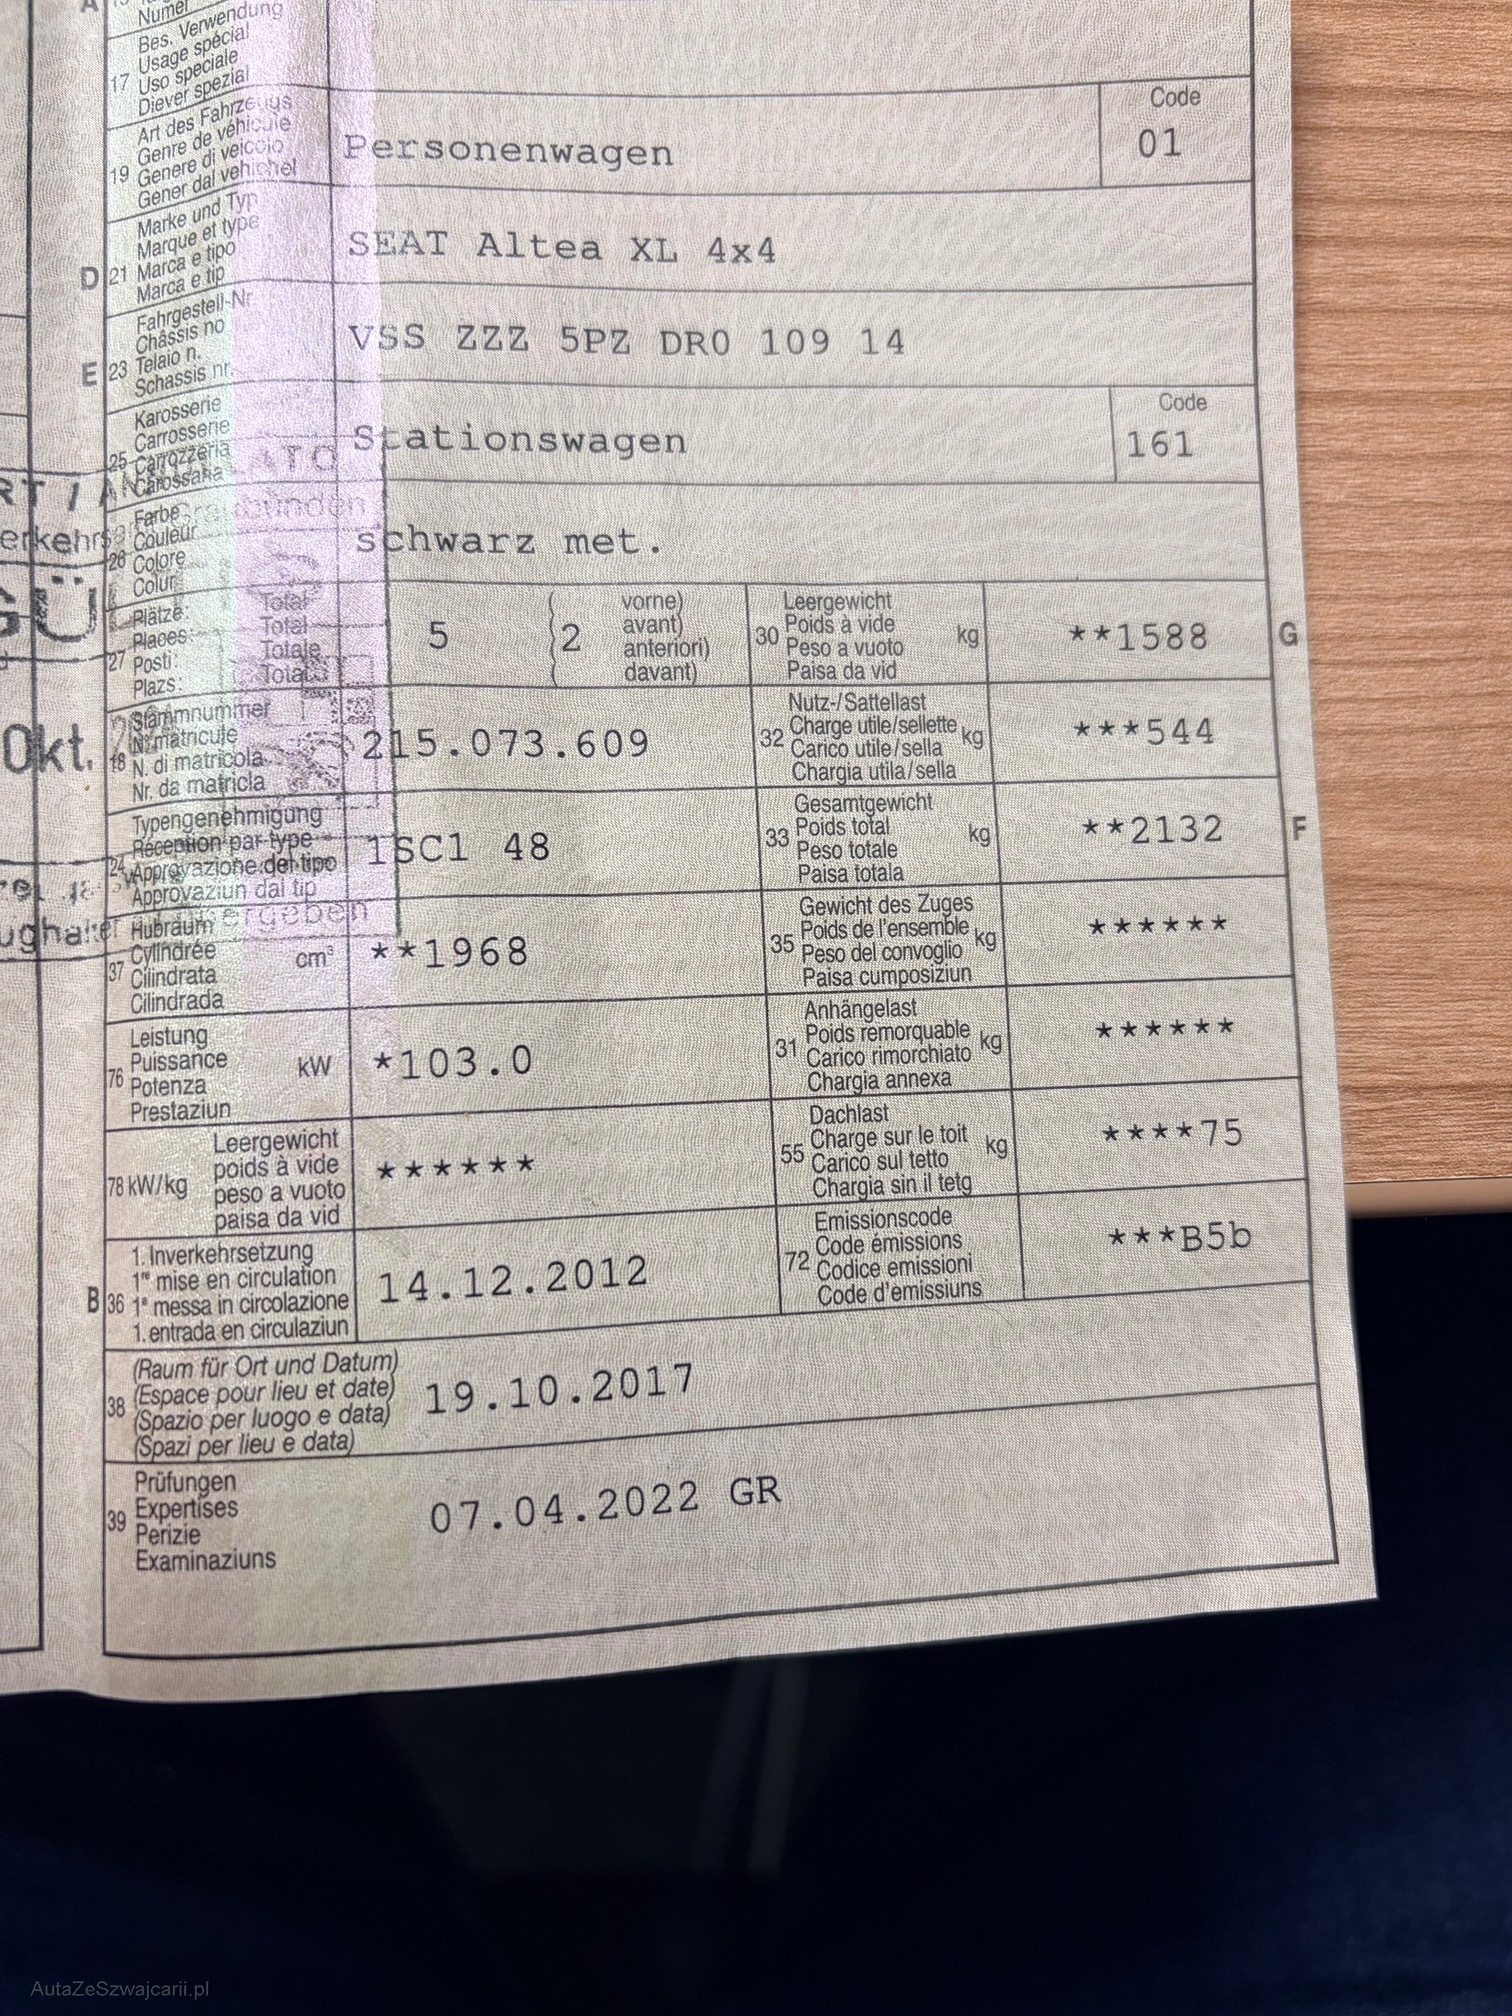 Numer
Bes. Verwendung
Usage spécial
17 Uso speciale
Diever spezial
Art des Fahrzeugs
Genre de véhicule
19 Genere di veicolo
Gener dal vehichel
Personenwagen
Code
01
Marke und Typ
Marque et type
D 21 Marca e tipo
Marca e tip
SEAT Altea XL 4x4
Fahrgestell-Nr.
Châssis no
E 23 Telaio n.
Schassis nr.
VSS ZZZ 5PZ DR0 109 14
Karosserie
Carrosserie
25 Carrozzeria
Carossaria
Stationswagen
Code
161
Farbe
Couleur
26 Colore
Colur
schwarz met.
Plätze: Total
Places: Total
27 Posti: Totale
Plazs: Total
5 ( 2 vorne)
avant)
anteriori)
davant)
Leergewicht
30 Poids à vide kg
Peso a vuoto
Paisa da vid
**1588 G
Stammnummer
N° matricule
18 N. di matricola
Nr. da matricla
215.073.609
Nutz-/Sattellast
32 Charge utile/sellette kg
Carico utile/sella
Chargia utila/sella
***544
Okt.
Typengenehmigung
Réception par type
24 Approvazione del tipo
Approvaziun dal tip
1SC1 48
Gesamtgewicht
33 Poids total kg
Peso totale
Paisa totala
**2132 F
Hubraum
Cylindrée cm³
37 Cilindrata
Cilindrada
**1968
Gewicht des Zuges
35 Poids de l'ensemble kg
Peso del convoglio
Paisa cumposiziun
******
Leistung
Puissance kW
76 Potenza
Prestaziun
*103.0
Anhängelast
31 Poids remorquable kg
Carico rimorchiato
Chargia annexa
******
Leergewicht
78 kW/kg poids à vide
peso a vuoto
paisa da vid
******
Dachlast
55 Charge sur le toit kg
Carico sul tetto
Chargia sin il tetg
****75
1. Inverkehrsetzung
1re mise en circulation
B 36 1a messa in circolazione
1. entrada en circulaziun
14.12.2012
Emissionscode
72 Code émissions
Codice emissioni
Code d'emissiuns
***B5b
(Raum für Ort und Datum)
38 (Espace pour lieu et date)
(Spazio per luogo e data)
(Spazi per lieu e data)
19.10.2017
Prüfungen
39 Expertises
Perizie
Examinaziuns
07.04.2022 GR
AutaZeSzwajcarii.pl